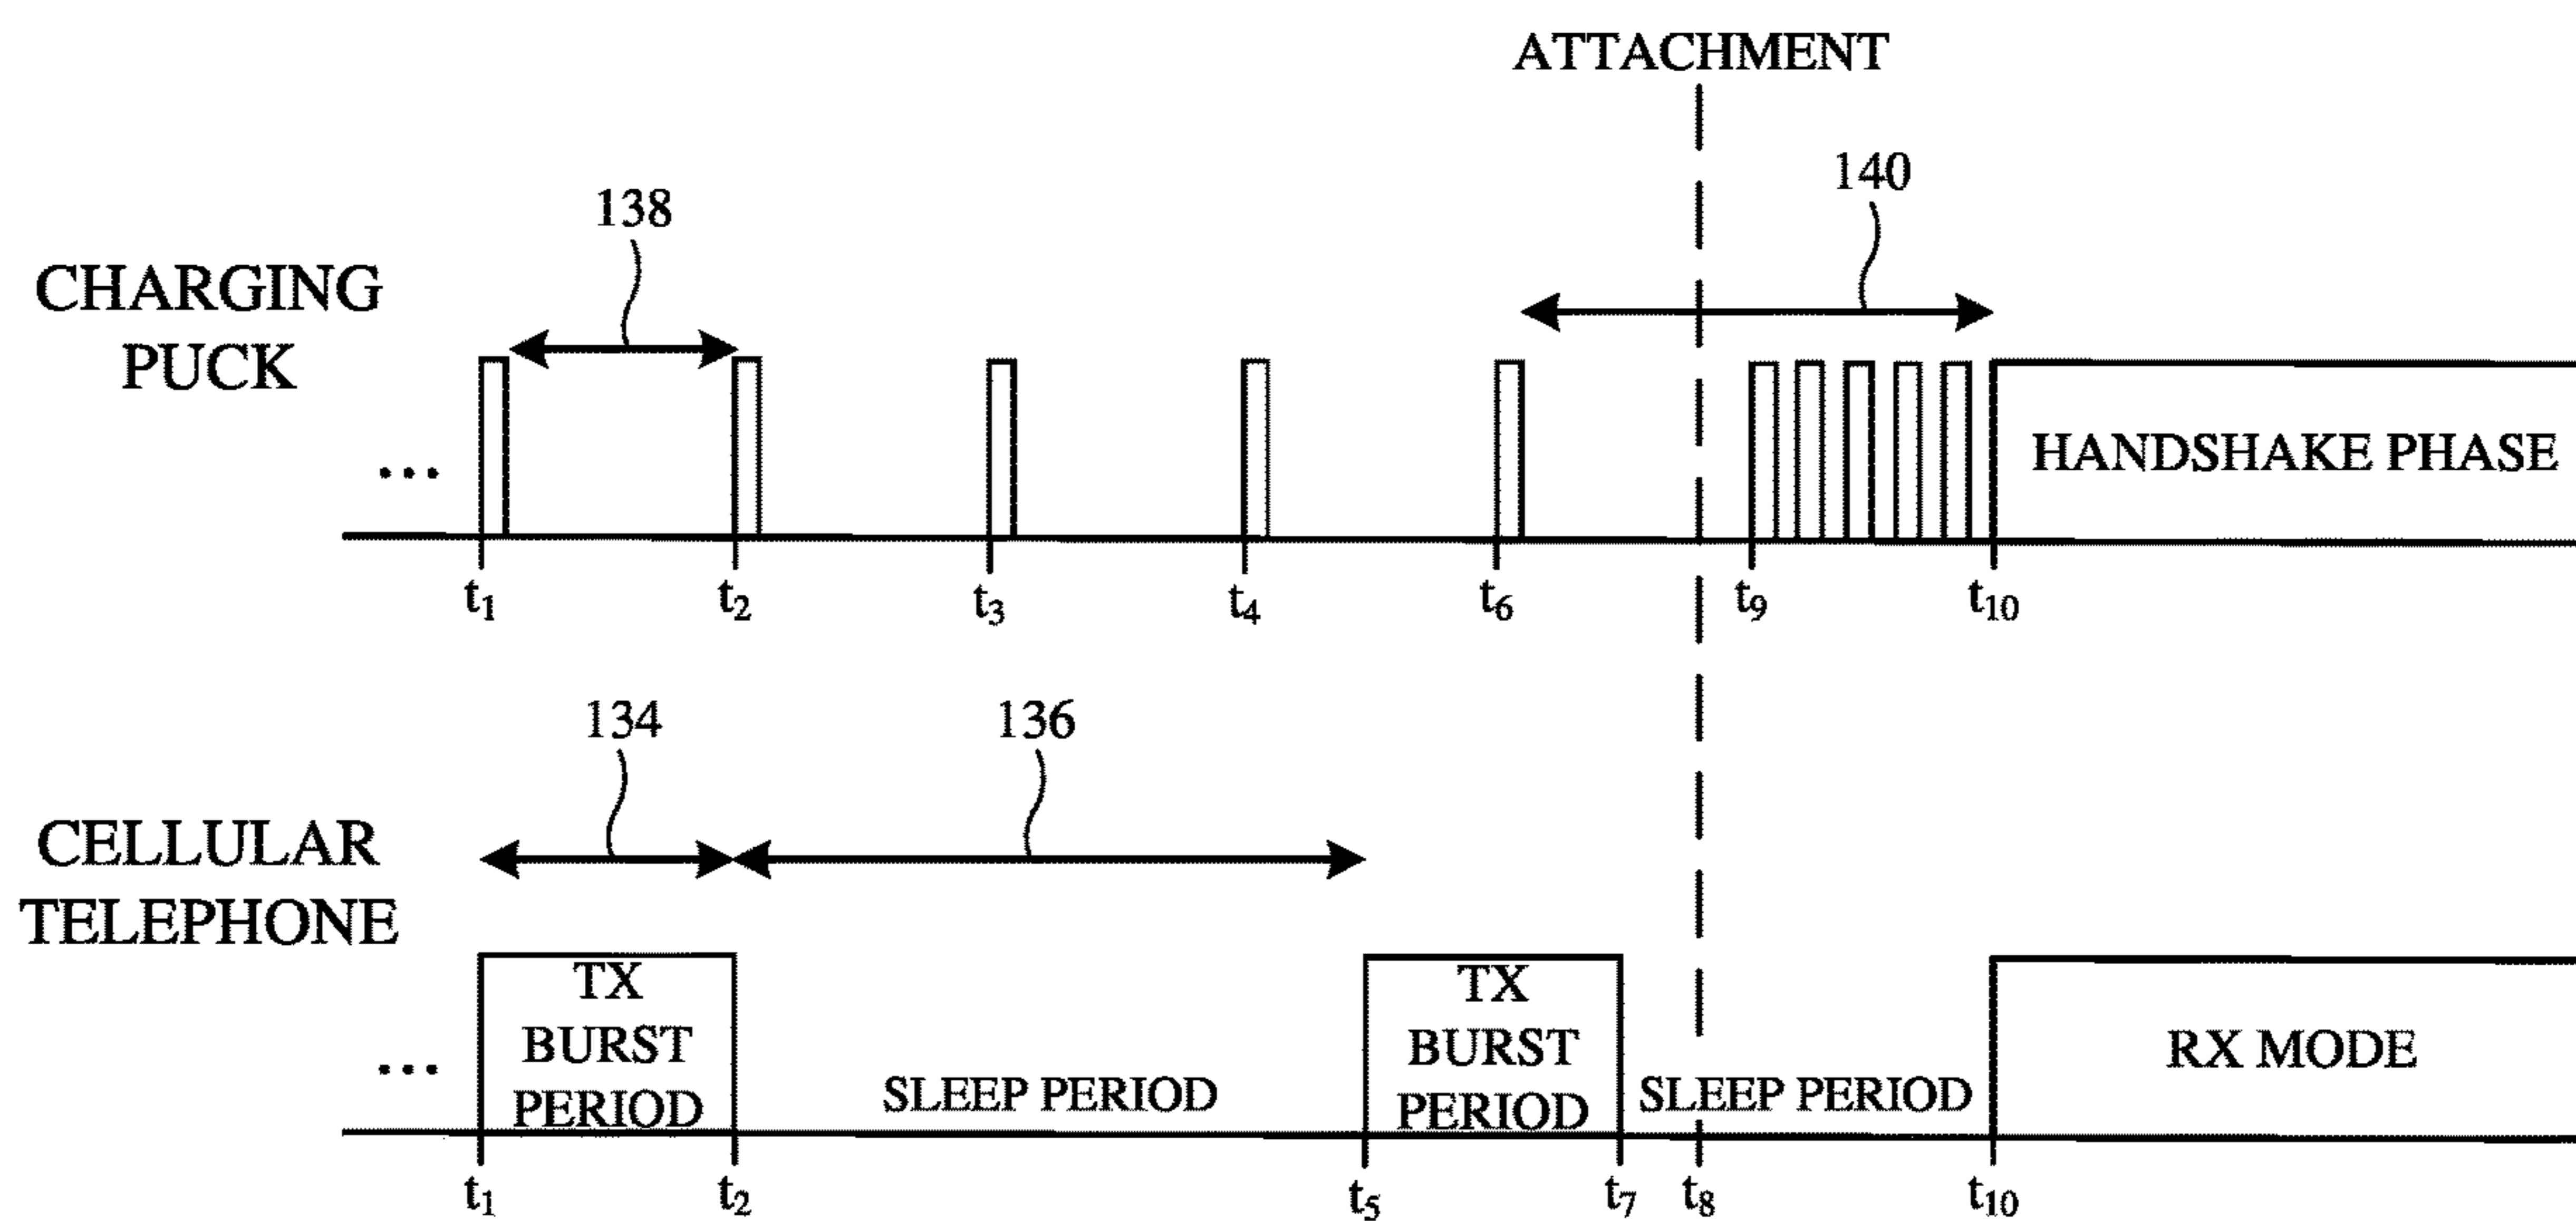 ATTACHMENT
140
138
CHARGING
PUCK
...
HANDSHAKE PHASE
t1 t2 t3 t4 t6 t9 t10
134
136
CELLULAR
TELEPHONE
...
TX
BURST
PERIOD
SLEEP PERIOD
TX
BURST
PERIOD
SLEEP PERIOD
RX MODE
t1 t2 t5 t7 t8 t10